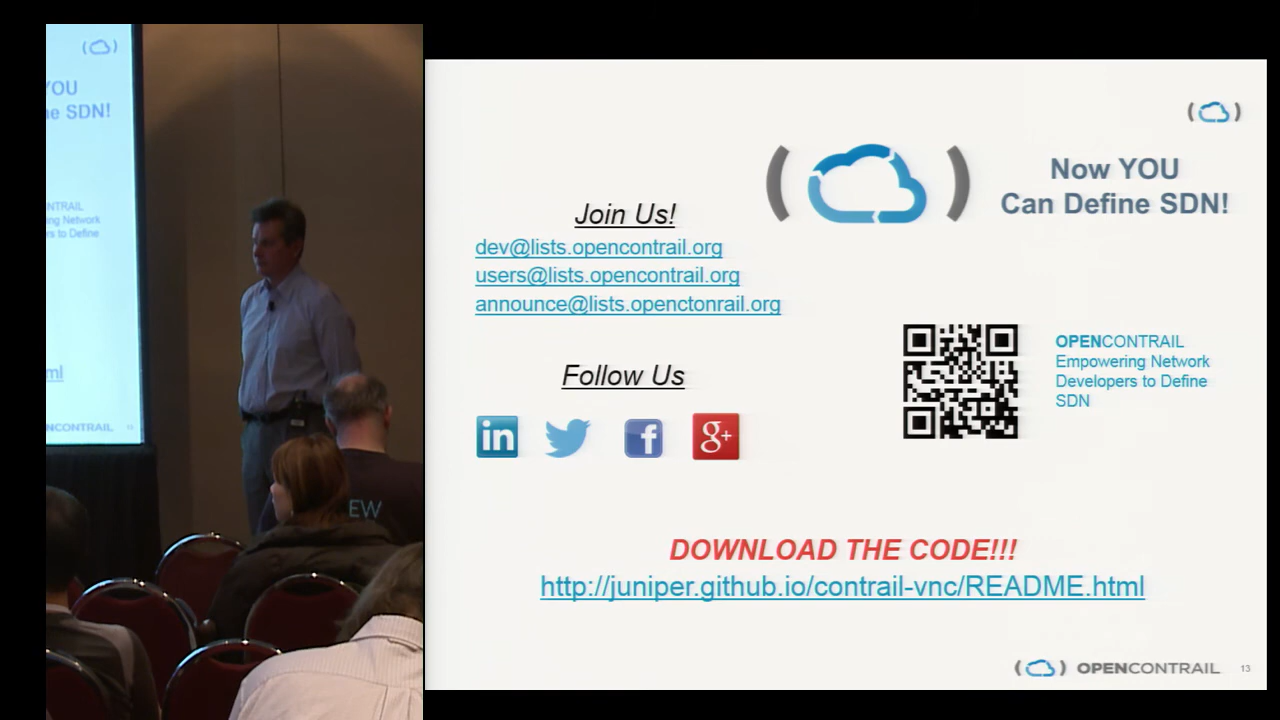 YOU
e SDN!
NTRAIL
ng Network
pers to Define
ml
NCONTRAIL
EW
Now YOU
Can Define SDN!
Join Us!
dev@lists.opencontrail.org
users@lists.opencontrail.org
announce@lists.openctonrail.org
OPENCONTRAIL
Empowering Network
Developers to Define
SDN
Follow Us
in
f
g+
DOWNLOAD THE CODE!!!
http://juniper.github.io/contrail-vnc/README.html
OPENCONTRAIL 13